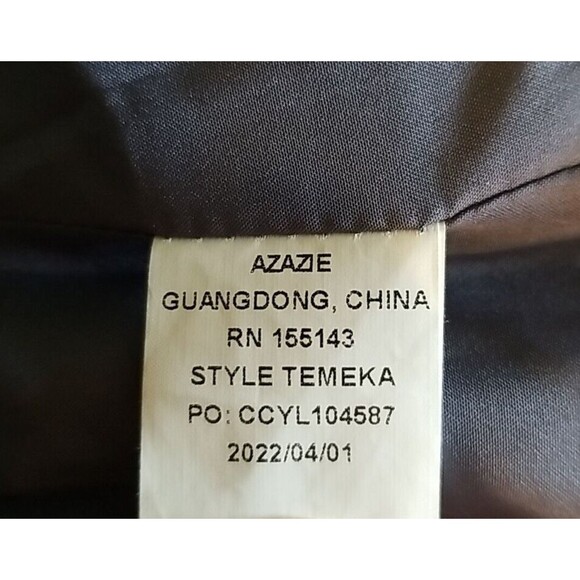 AZAZIE
GUANGDONG, CHINA
RN 155143
STYLE TEMEKA
PO: CCYL104587
2022/04/01